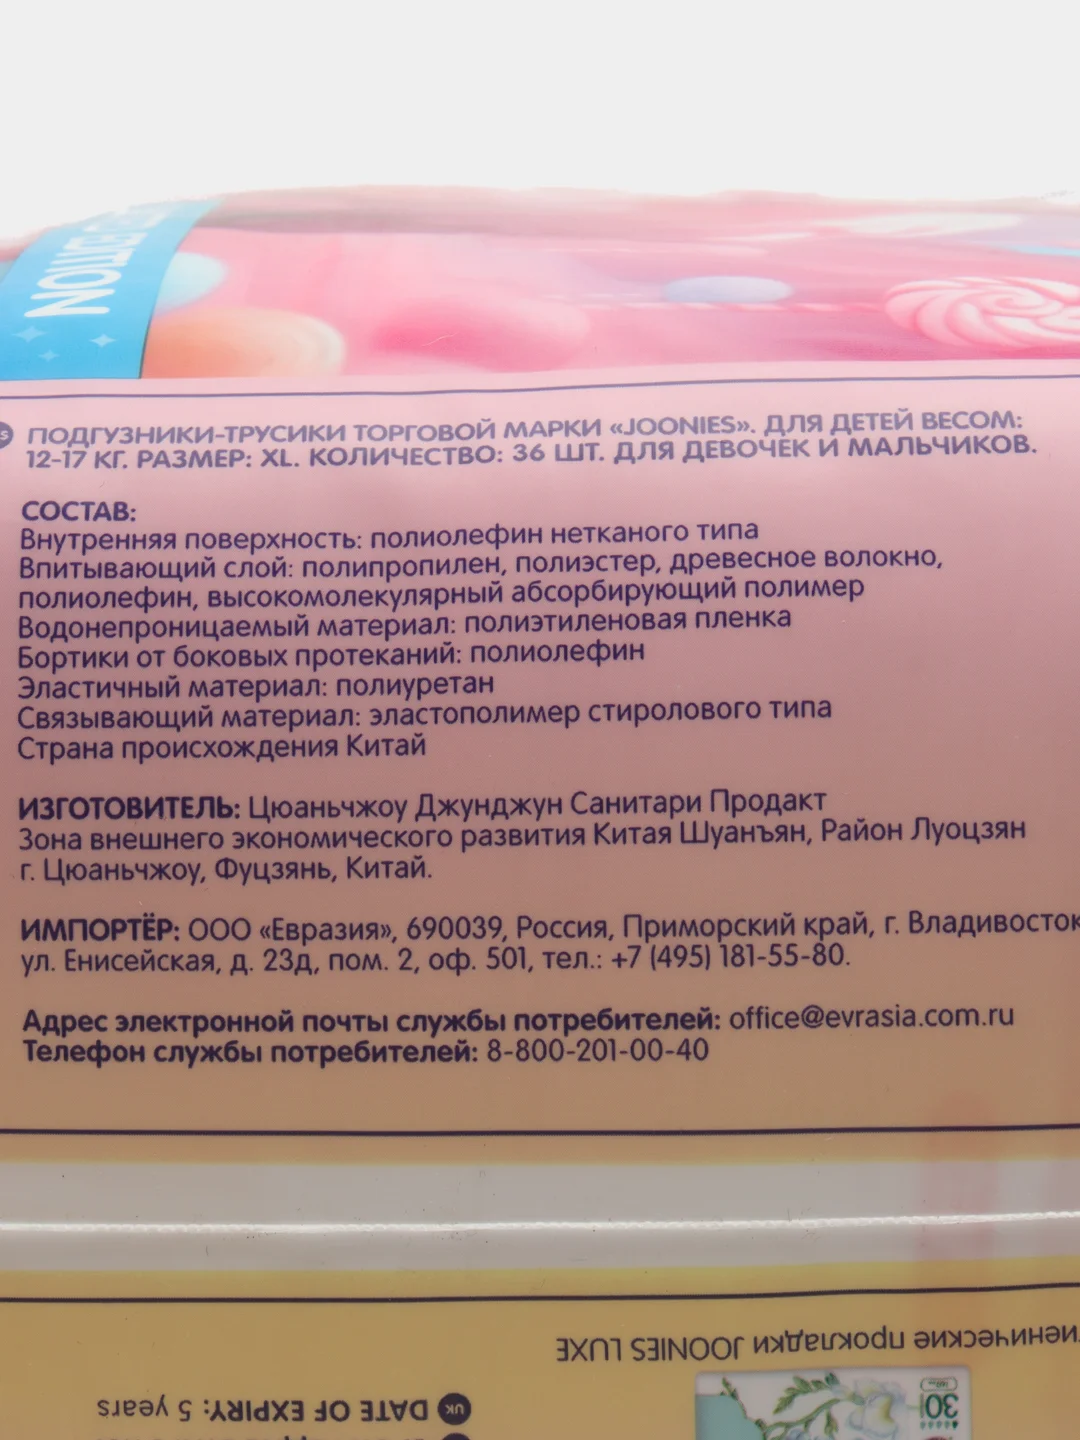 ПОДГУЗНИКИ-ТРУСИКИ ТОРГОВОЙ МАРКИ «JOONIES». ДЛЯ ДЕТЕЙ ВЕСОМ:
12-17 КГ. РАЗМЕР: XL. КОЛИЧЕСТВО: 36 ШТ. ДЛЯ ДЕВОЧЕК И МАЛЬЧИКОВ.
СОСТАВ:
Внутренняя поверхность: полиолефин нетканого типа
Впитывающий слой: полипропилен, полиэстер, древесное волокно,
полиолефин, высокомолекулярный абсорбирующий полимер
Водонепроницаемый материал: полиэтиленовая пленка
Бортики от боковых протеканий: полиолефин
Эластичный материал: полиуретан
Связывающий материал: эластополимер стиролового типа
Страна происхождения Китай
ИЗГОТОВИТЕЛЬ: Цюаньчжоу Джунджун Санитари Продакт
Зона внешнего экономического развития Китая Шуанъян, Район Луоцзян
г. Цюаньчжоу, Фуцзянь, Китай.
ИМПОРТЁР: ООО «Евразия», 690039, Россия, Приморский край, г. Владивосток
ул. Енисейская, д. 23д, пом. 2, оф. 501, тел.: +7 (495) 181-55-80.
Адрес электронной почты службы потребителей: office@evrasia.com.ru
Телефон службы потребителей: 8-800-201-00-40
прокладки JOONIES LUXE
30
UK DATE OF EXPIRY: 5 years